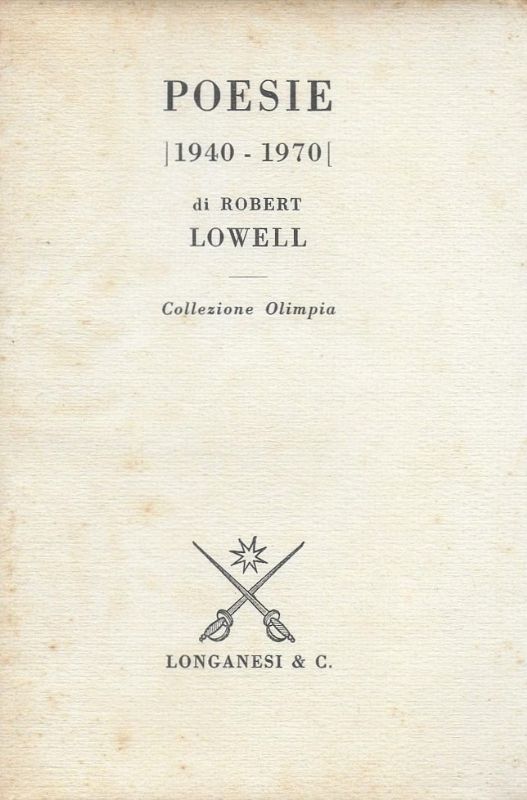 POESIE
|1940 - 1970[
di ROBERT
LOWELL
Collezione Olimpia
LONGANESI & C.